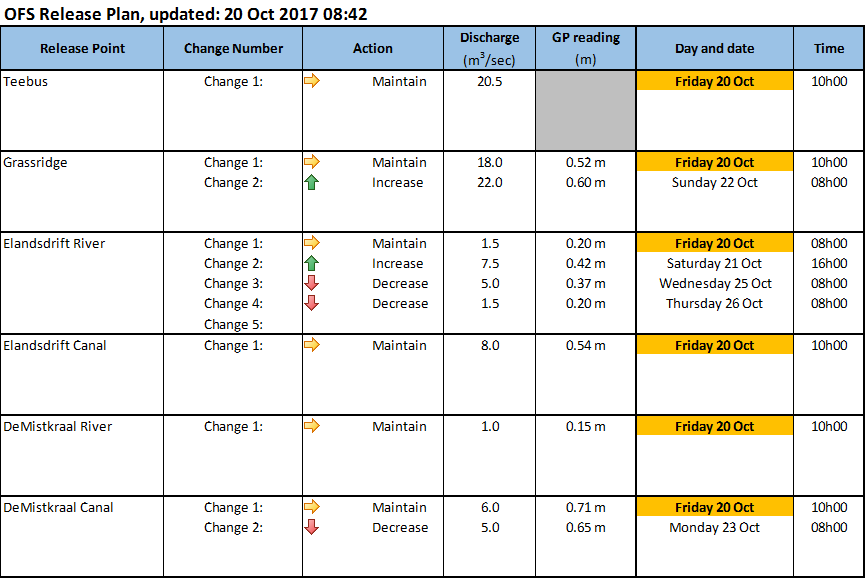 OFS Release Plan, updated: 20 Oct 2017 08:42
Release Point Change Number Action Discharge (m³/sec) GP reading (m) Day and date Time
Teebus Change 1: Maintain 20.5 Friday 20 Oct 10h00
Grassridge Change 1: Maintain 18.0 0.52 m Friday 20 Oct 10h00
Change 2: Increase 22.0 0.60 m Sunday 22 Oct 08h00
Elandsdrift River Change 1: Maintain 1.5 0.20 m Friday 20 Oct 08h00
Change 2: Increase 7.5 0.42 m Saturday 21 Oct 16h00
Change 3: Decrease 5.0 0.37 m Wednesday 25 Oct 08h00
Change 4: Decrease 1.5 0.20 m Thursday 26 Oct 08h00
Change 5:
Elandsdrift Canal Change 1: Maintain 8.0 0.54 m Friday 20 Oct 10h00
DeMistkraal River Change 1: Maintain 1.0 0.15 m Friday 20 Oct 10h00
DeMistkraal Canal Change 1: Maintain 6.0 0.71 m Friday 20 Oct 10h00
Change 2: Decrease 5.0 0.65 m Monday 23 Oct 08h00